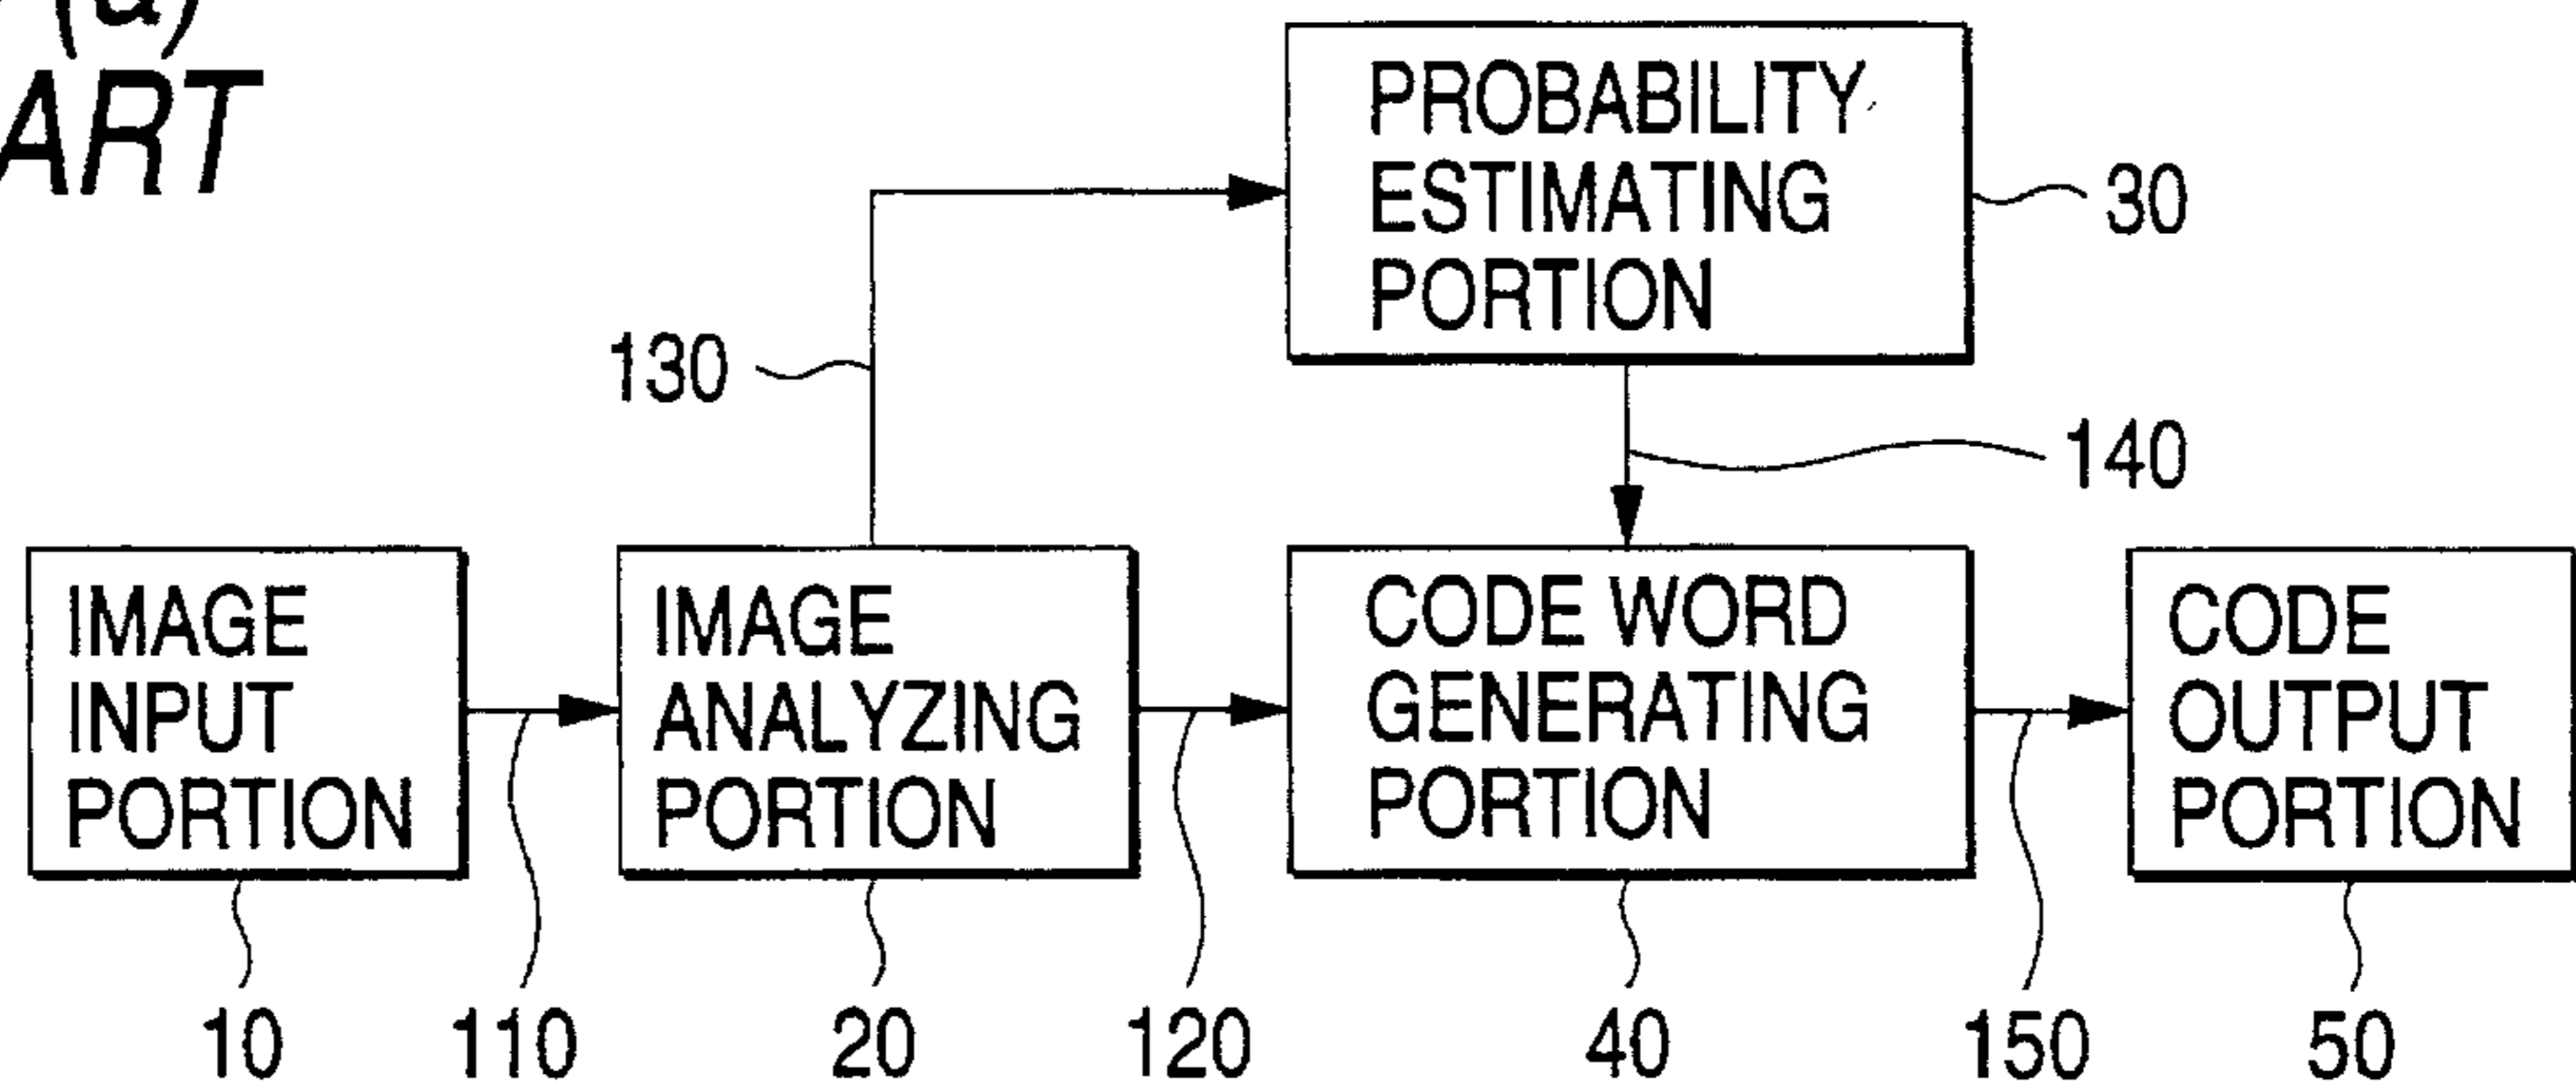 (a)
ART
PROBABILITY
ESTIMATING
PORTION
30
130
140
IMAGE
INPUT
PORTION
IMAGE
ANALYZING
PORTION
CODE WORD
GENERATING
PORTION
CODE
OUTPUT
PORTION
10
110
20
120
40
150
50